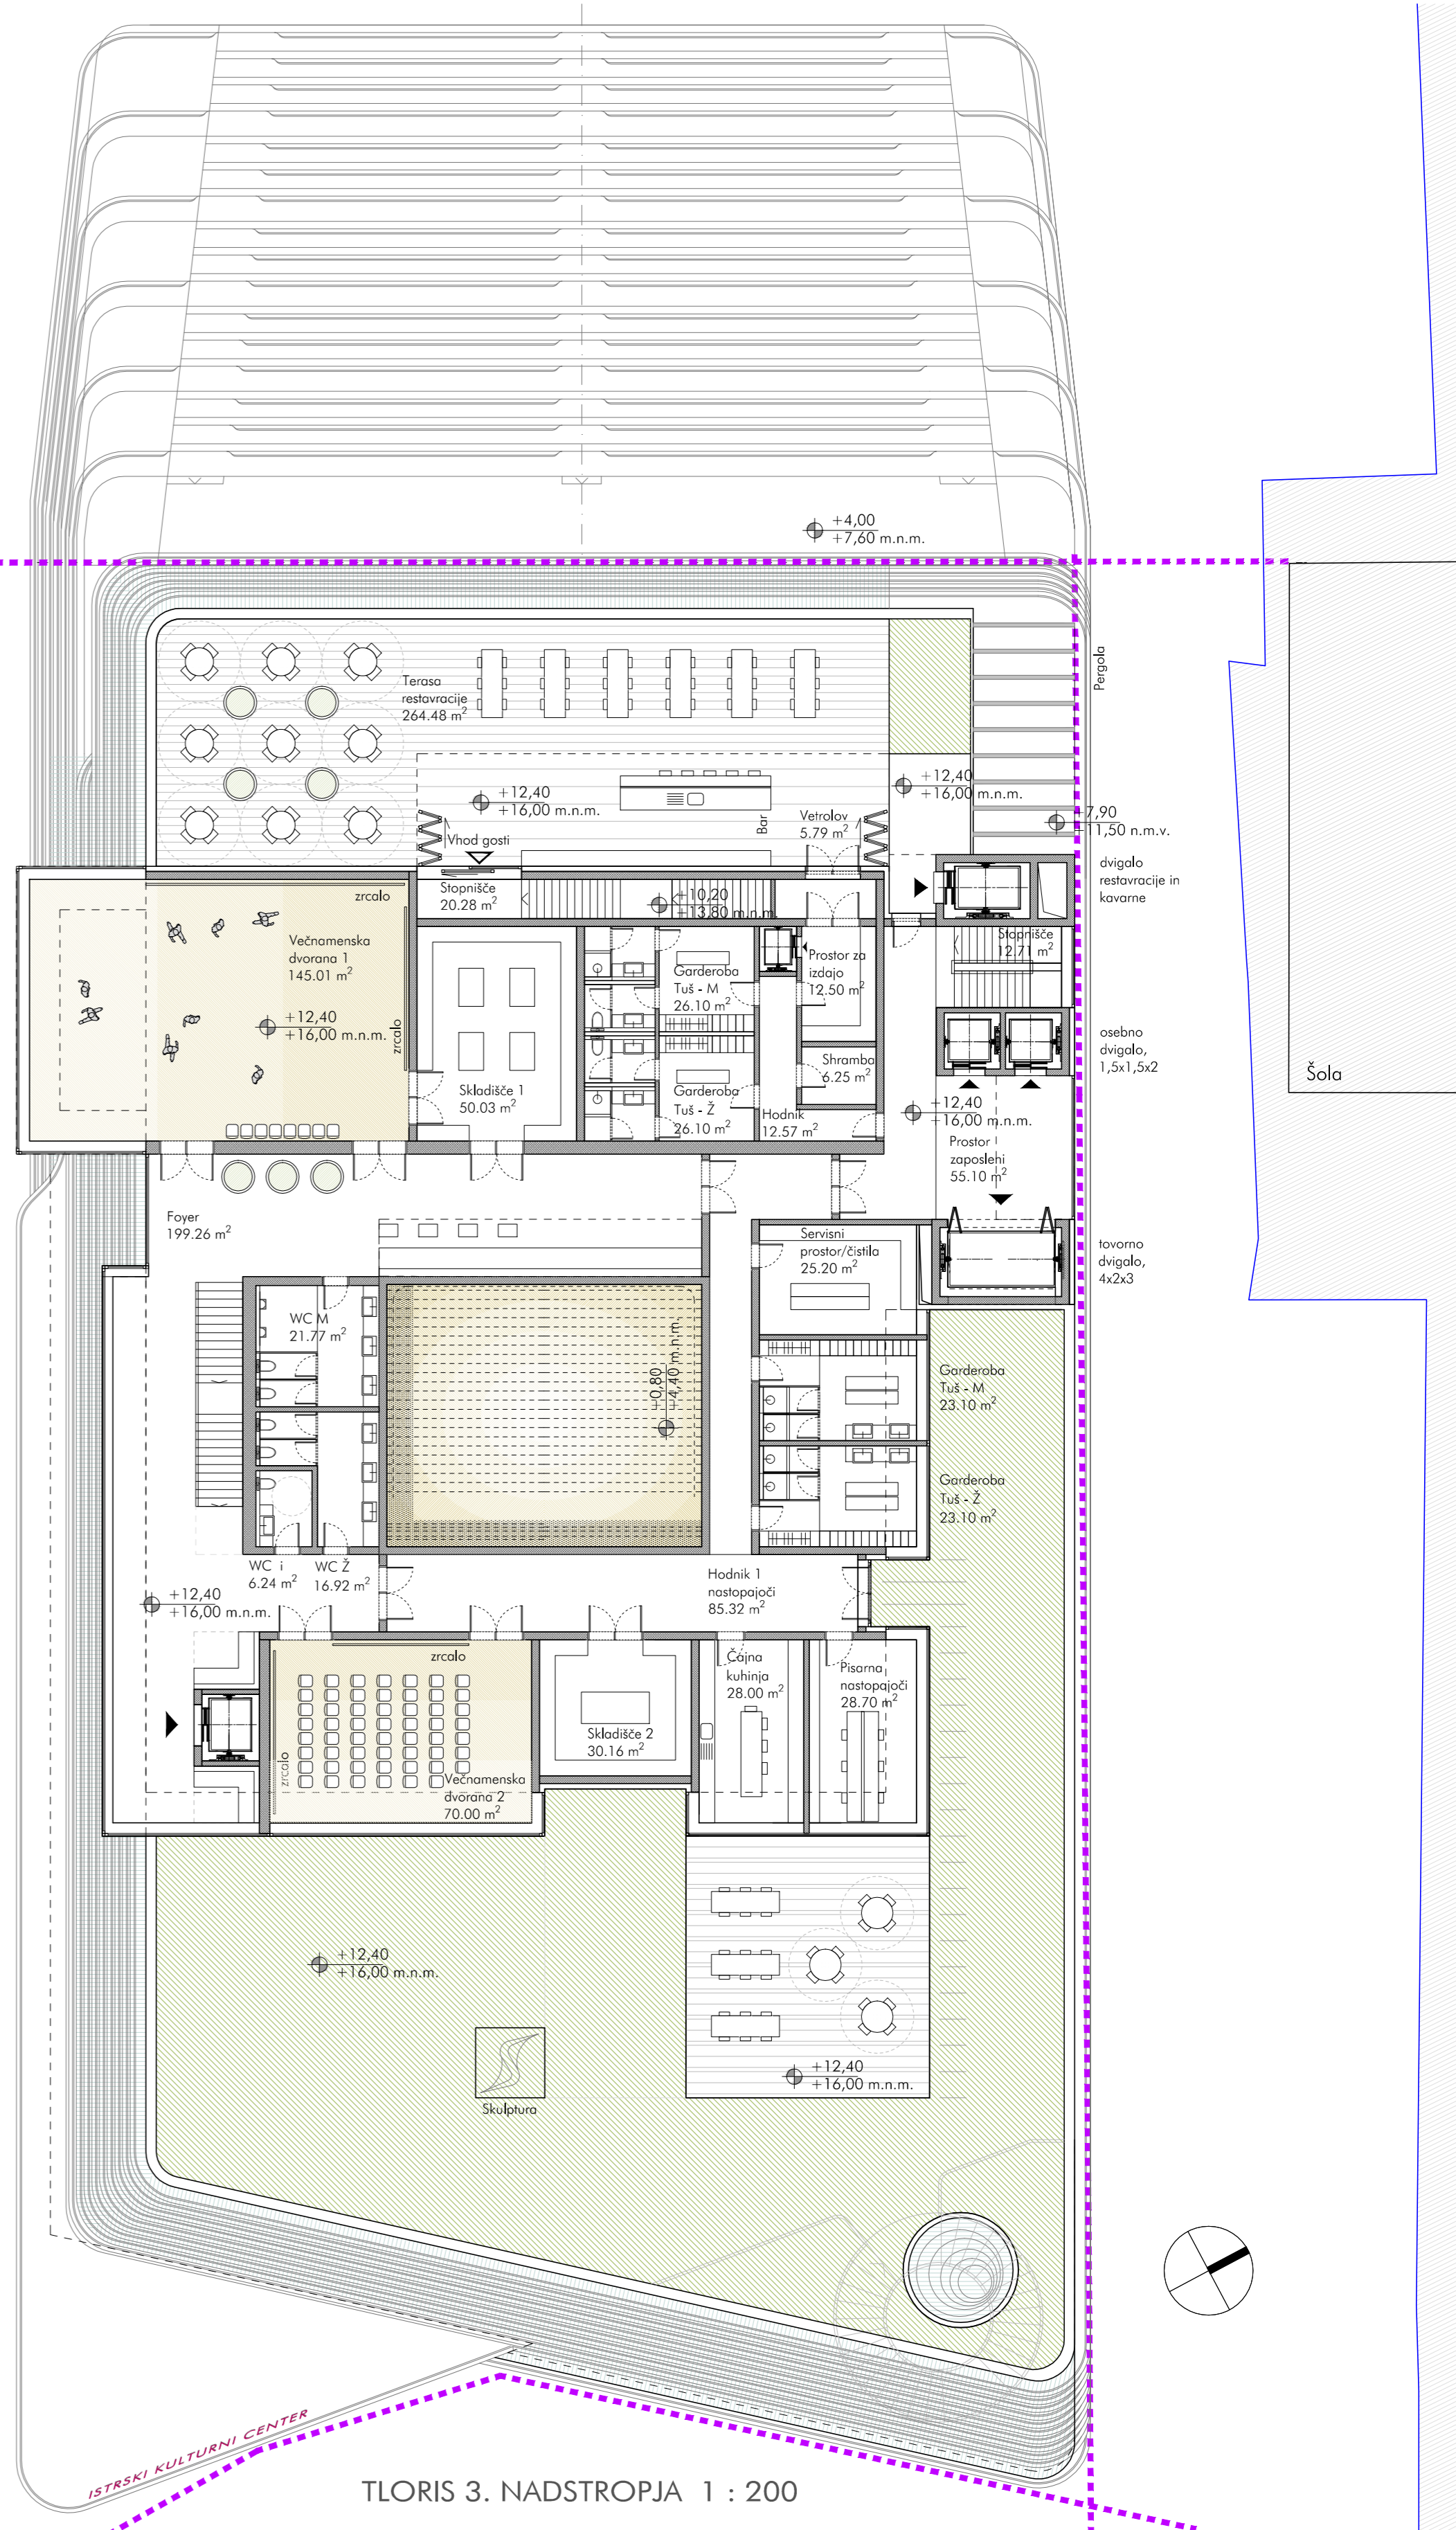 +4,00
+7,60 m.n.m.
Pergola
Terasa
restavracije
264.48 m²
+12,40
+16,00 m.n.m.
+12,40
+16,00 m.n.m.
Bar
Vetrolov
5.79 m²
+7,90
+11,50 n.m.v.
Vhod gosti
dvigalo
restavracije in
kavarne
Stopnišče
20.28 m²
+10,20
+13,80 m.n.m.
zrcalo
Večnamenska
dvorana 1
145.01 m²
+12,40
+16,00 m.n.m.
zrcalo
Garderoba
Tuš - M
26.10 m²
Prostor za
izdajo
12.50 m²
Stopnišče
12.71 m²
osebno
dvigalo,
1,5x1,5x2
Šola
Skladišče 1
50.03 m²
Garderoba
Tuš - Ž
26.10 m²
Shramba
6.25 m²
Hodnik
12.57 m²
+12,40
+16,00 m.n.m.
Prostor
zaposlehi
55.10 m²
Foyer
199.26 m²
Servisni
prostor/čistila
25.20 m²
tovorno
dvigalo,
4x2x3
WC M
21.77 m²
+0,80
+4,40 m.n.m.
Garderoba
Tuš - M
23.10 m²
Garderoba
Tuš - Ž
23.10 m²
WC i
6.24 m²
WC Ž
16.92 m²
Hodnik 1
nastopajoči
85.32 m²
+12,40
+16,00 m.n.m.
zrcalo
Čajna
kuhinja
28.00 m²
Pisarna
nastopajoči
28.70 m²
Skladišče 2
30.16 m²
zrcalo
Večnamenska
dvorana 2
70.00 m²
+12,40
+16,00 m.n.m.
+12,40
+16,00 m.n.m.
Skulptura
ISTRSKI KULTURNI CENTER
TLORIS 3. NADSTROPJA 1 : 200